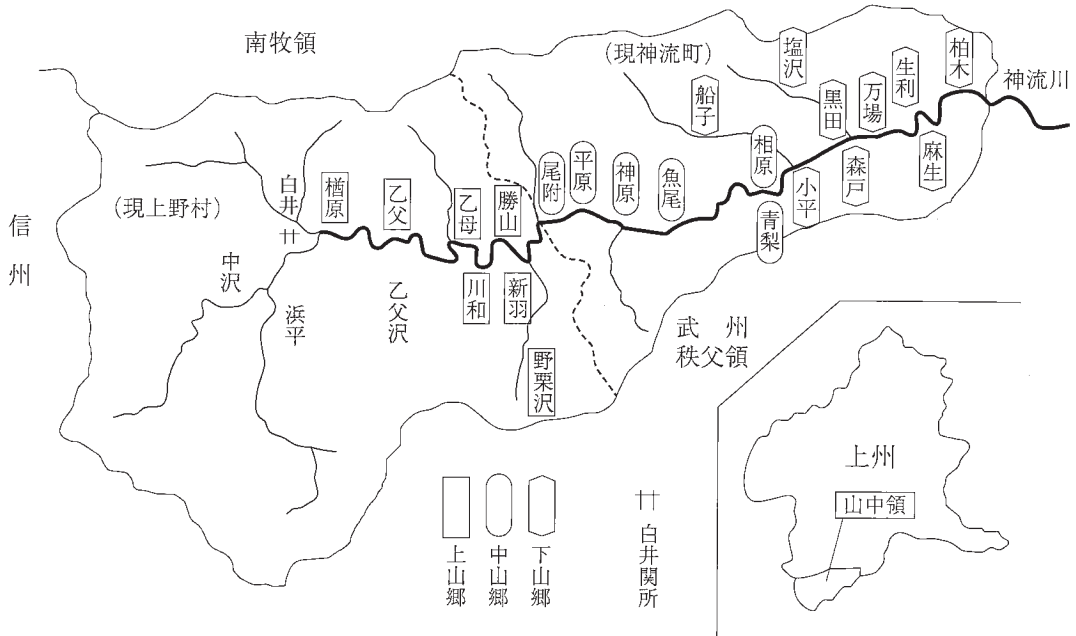 南牧領
(現神流町)
塩沢
船子
黒田
万場
生利
柏木
神流川
相原
小平
森戸
麻生
青梨
尾附
平原
神原
魚尾
信州
(現上野村)
白井
楢原
乙父
乙母
勝山
川和
新羽
中沢
浜平
乙父沢
野栗沢
武州
秩父領
上州
山中領
上山郷
中山郷
下山郷
白井関所